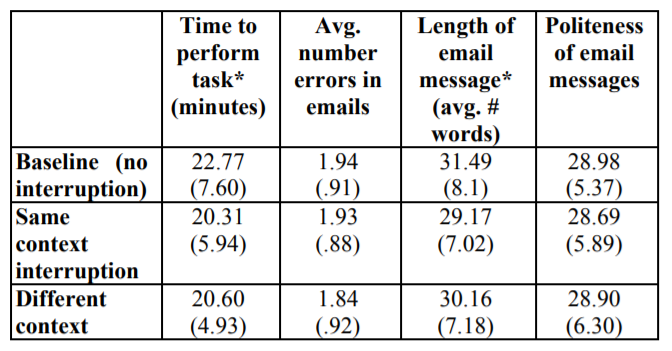 Time to perform task* (minutes)
Avg. number errors in emails
Length of email message* (avg. # words)
Politeness of email messages
Baseline (no interruption)
22.77 (7.60)
1.94 (.91)
31.49 (8.1)
28.98 (5.37)
Same context interruption
20.31 (5.94)
1.93 (.88)
29.17 (7.02)
28.69 (5.89)
Different context
20.60 (4.93)
1.84 (.92)
30.16 (7.18)
28.90 (6.30)